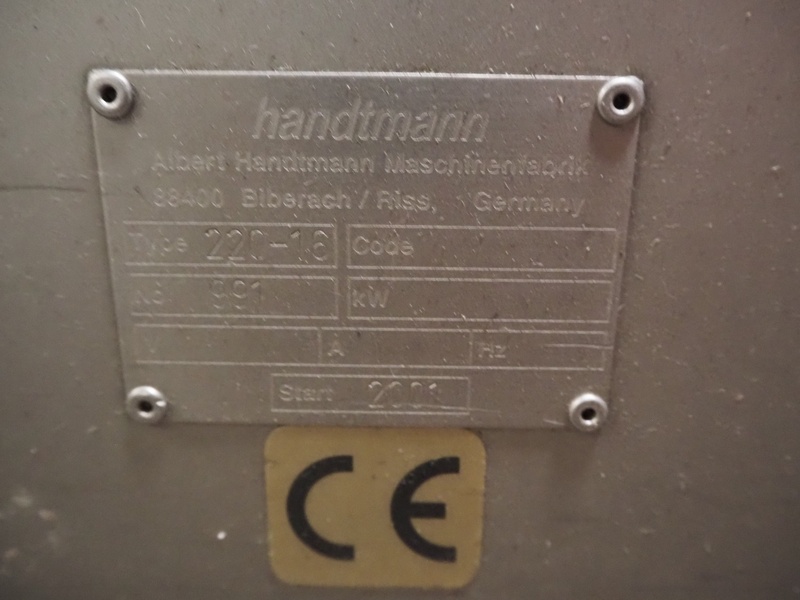 handtmann
Albert Handtmann Maschinenfabrik
88400 Biberach / Riss, Germany
Type 220-16 Code
No. 991 kW
V A Hz
Start 2001
CE